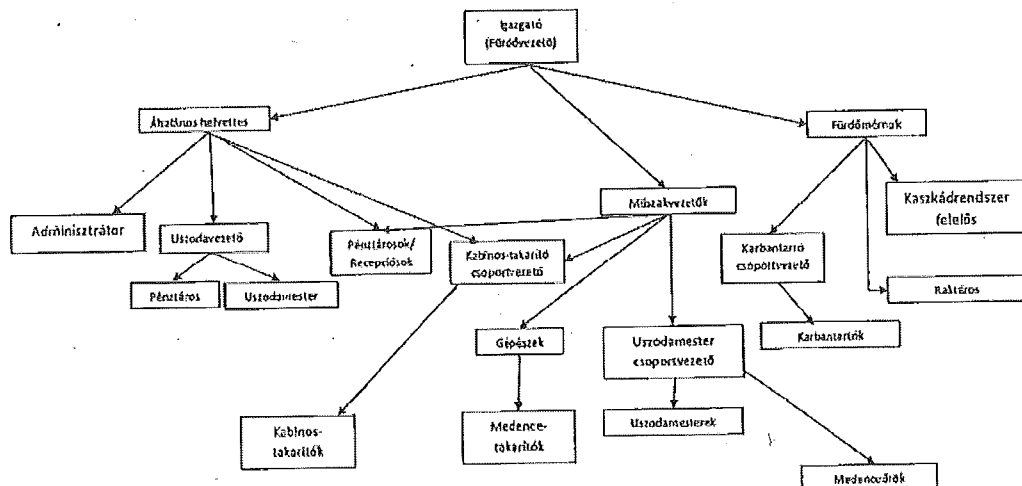 Igazgató
(Fürdővezető)
Általános helyettes
Fürdőmérnök
Műszakvezetők
Kaszkádrendszer
felelős
Adminisztrátor
Uszodavezető
Pénztárosok/
Recepciósok
Kabinos-takarító
csoportvezető
Karbantartó
csoportvezető
Pénztáros
Uszodamester
Raktáros
Gépészek
Uszodamester
csoportvezető
Karbantartók
Kabinos-
takarítók
Medence-
takarítók
Uszodamesterek
Medenceőrök